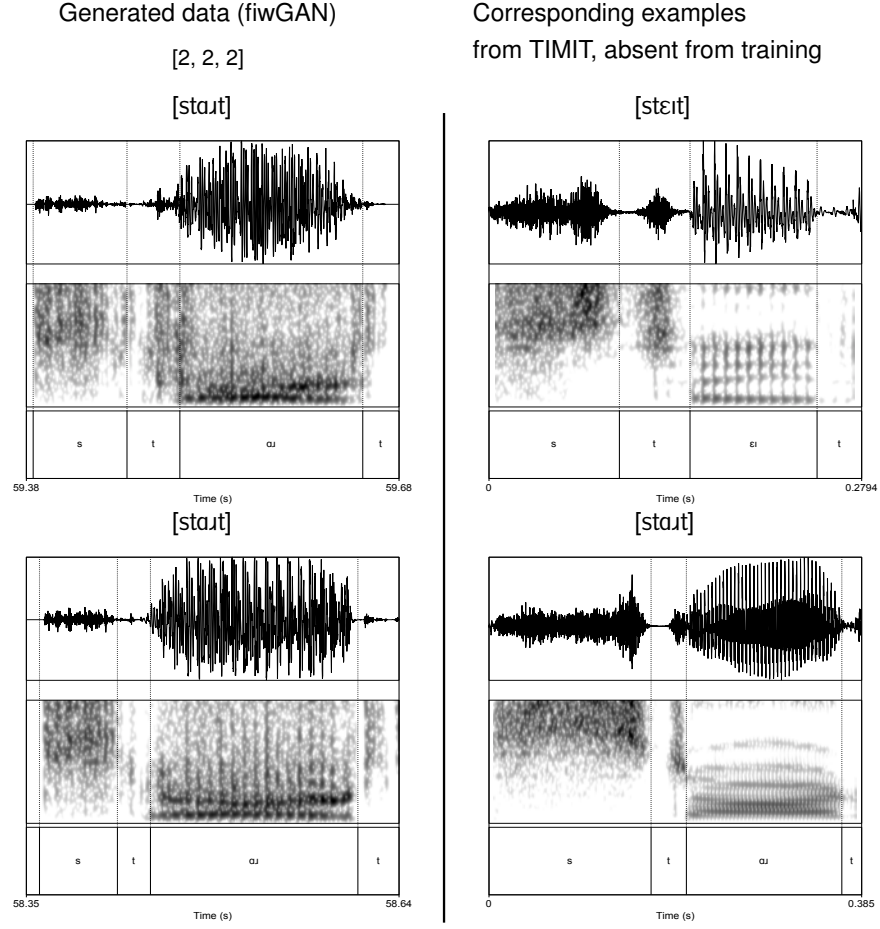 Generated data (fiwGAN)
[2, 2, 2]
[stɑɹt]
s t ɑɹ t
59.38 59.68
Time (s)
[stɑɹt]
s t ɑɹ t
58.35 58.64
Time (s)
Corresponding examples
from TIMIT, absent from training
[stɛɪt]
s t ɛɪ t
0 0.2794
Time (s)
[stɑɹt]
s t ɑɹ t
0 0.385
Time (s)